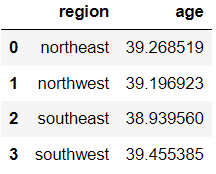 region age
0 northeast 39.268519
1 northwest 39.196923
2 southeast 38.939560
3 southwest 39.455385